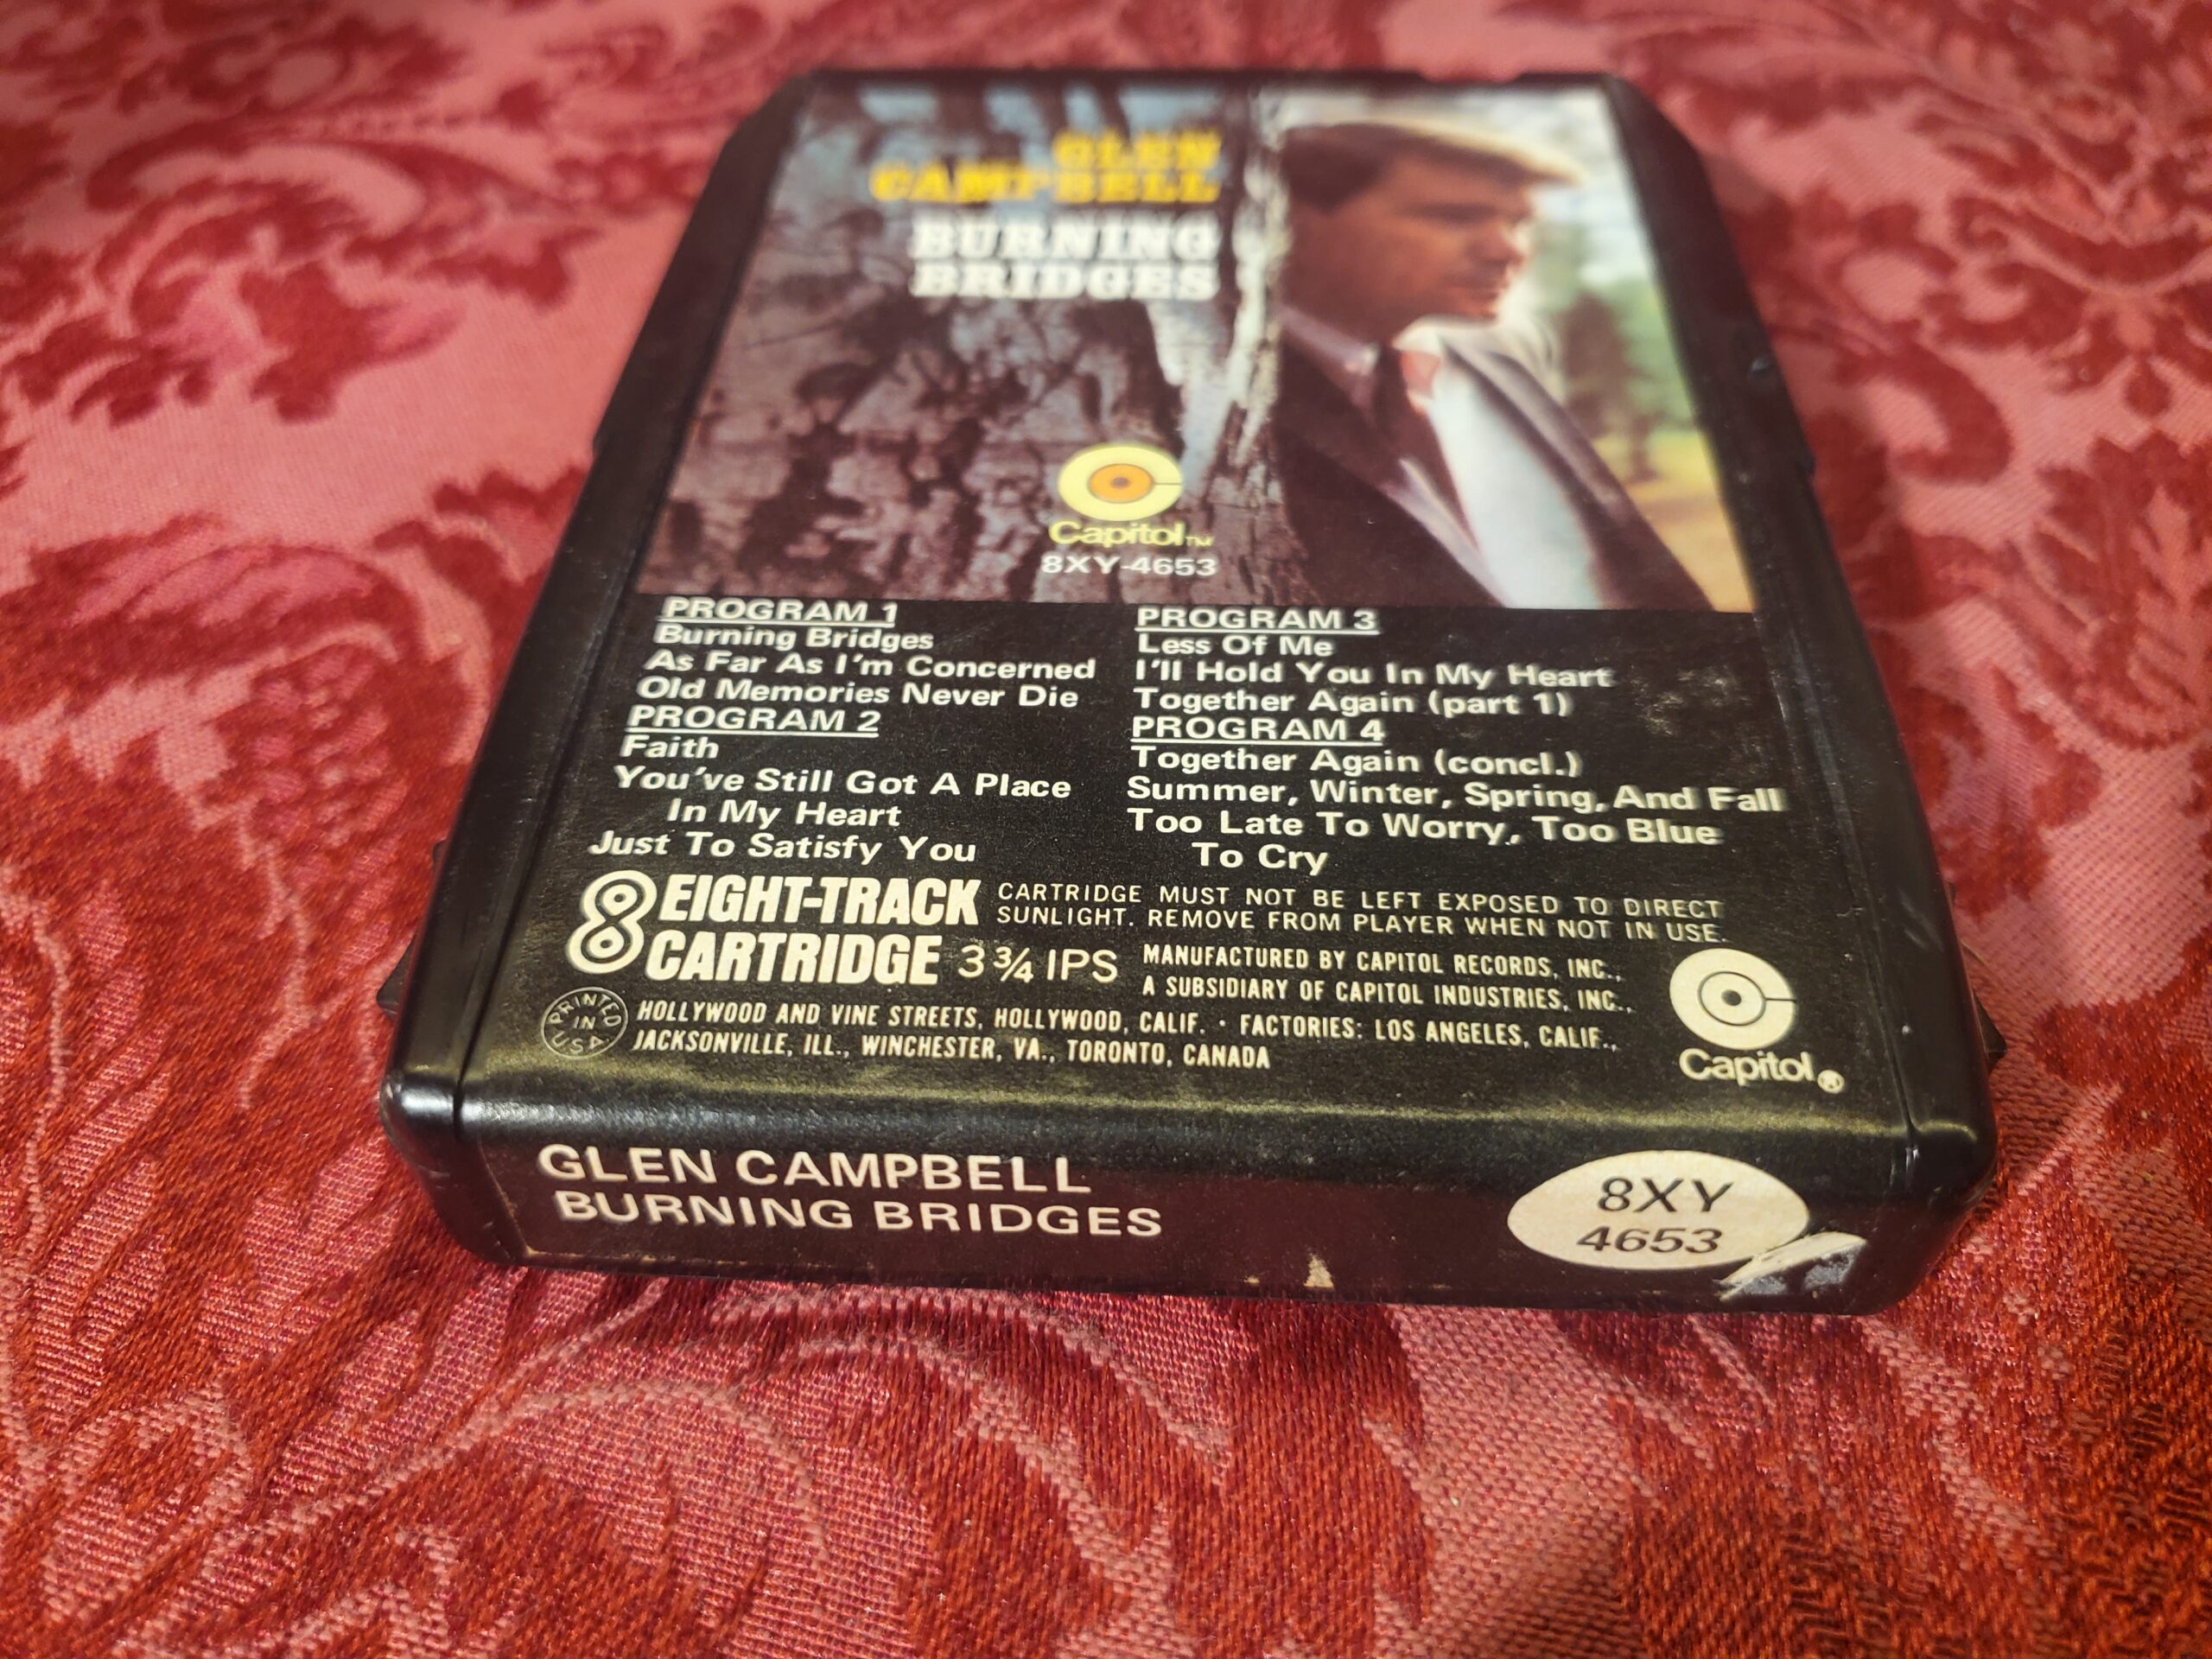 GLEN
CAMPBELL
BURNING
BRIDGES
Capitol™
8XY-4653
PROGRAM 1
Burning Bridges
As Far As I'm Concerned
Old Memories Never Die
PROGRAM 2
Faith
You've Still Got A Place
In My Heart
Just To Satisfy You
PROGRAM 3
Less Of Me
I'll Hold You In My Heart
Together Again (part 1)
PROGRAM 4
Together Again (concl.)
Summer, Winter, Spring, And Fall
Too Late To Worry, Too Blue
To Cry
8 EIGHT-TRACK
CARTRIDGE 3¾ IPS
CARTRIDGE MUST NOT BE LEFT EXPOSED TO DIRECT
SUNLIGHT. REMOVE FROM PLAYER WHEN NOT IN USE.
MANUFACTURED BY CAPITOL RECORDS, INC.,
A SUBSIDIARY OF CAPITOL INDUSTRIES, INC.,
PRINTED IN U.S.A.
HOLLYWOOD AND VINE STREETS, HOLLYWOOD, CALIF. • FACTORIES: LOS ANGELES, CALIF.,
JACKSONVILLE, ILL., WINCHESTER, VA., TORONTO, CANADA
Capitol®
GLEN CAMPBELL
BURNING BRIDGES
8XY
4653